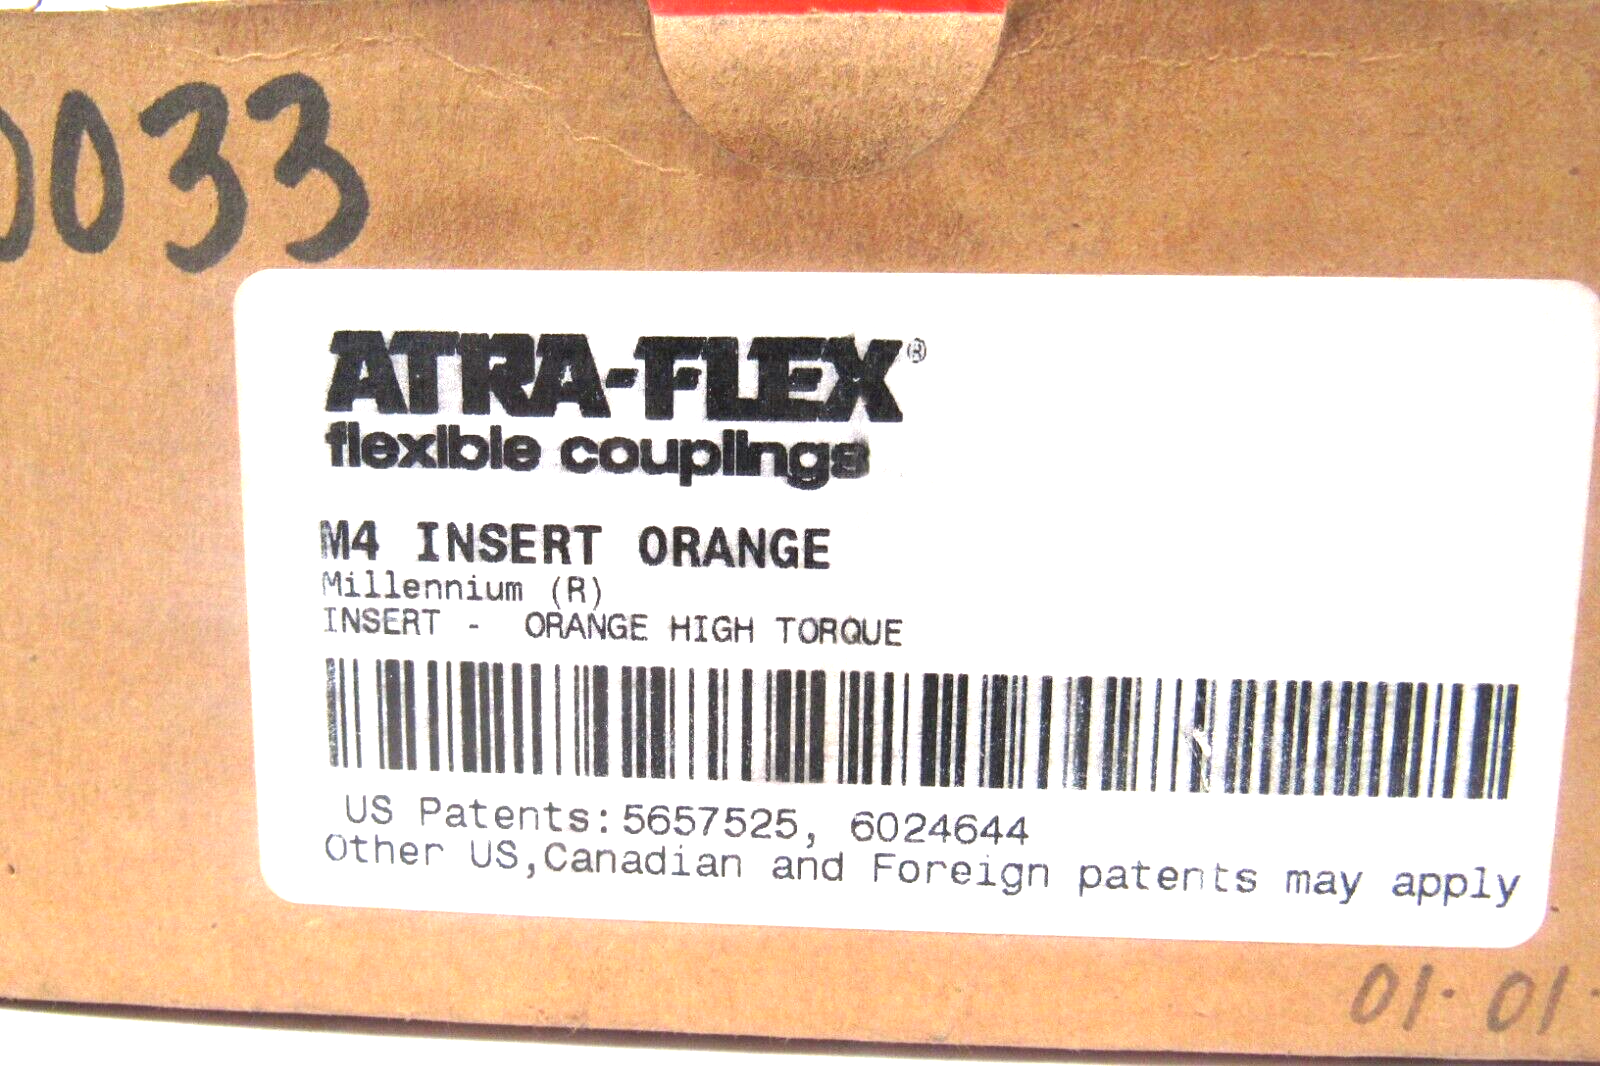 0033
ATRA-FLEX®
flexible couplings
M4 INSERT ORANGE
Millennium (R)
INSERT - ORANGE HIGH TORQUE
US Patents: 5657525, 6024644
Other US, Canadian and Foreign patents may apply
01-01-